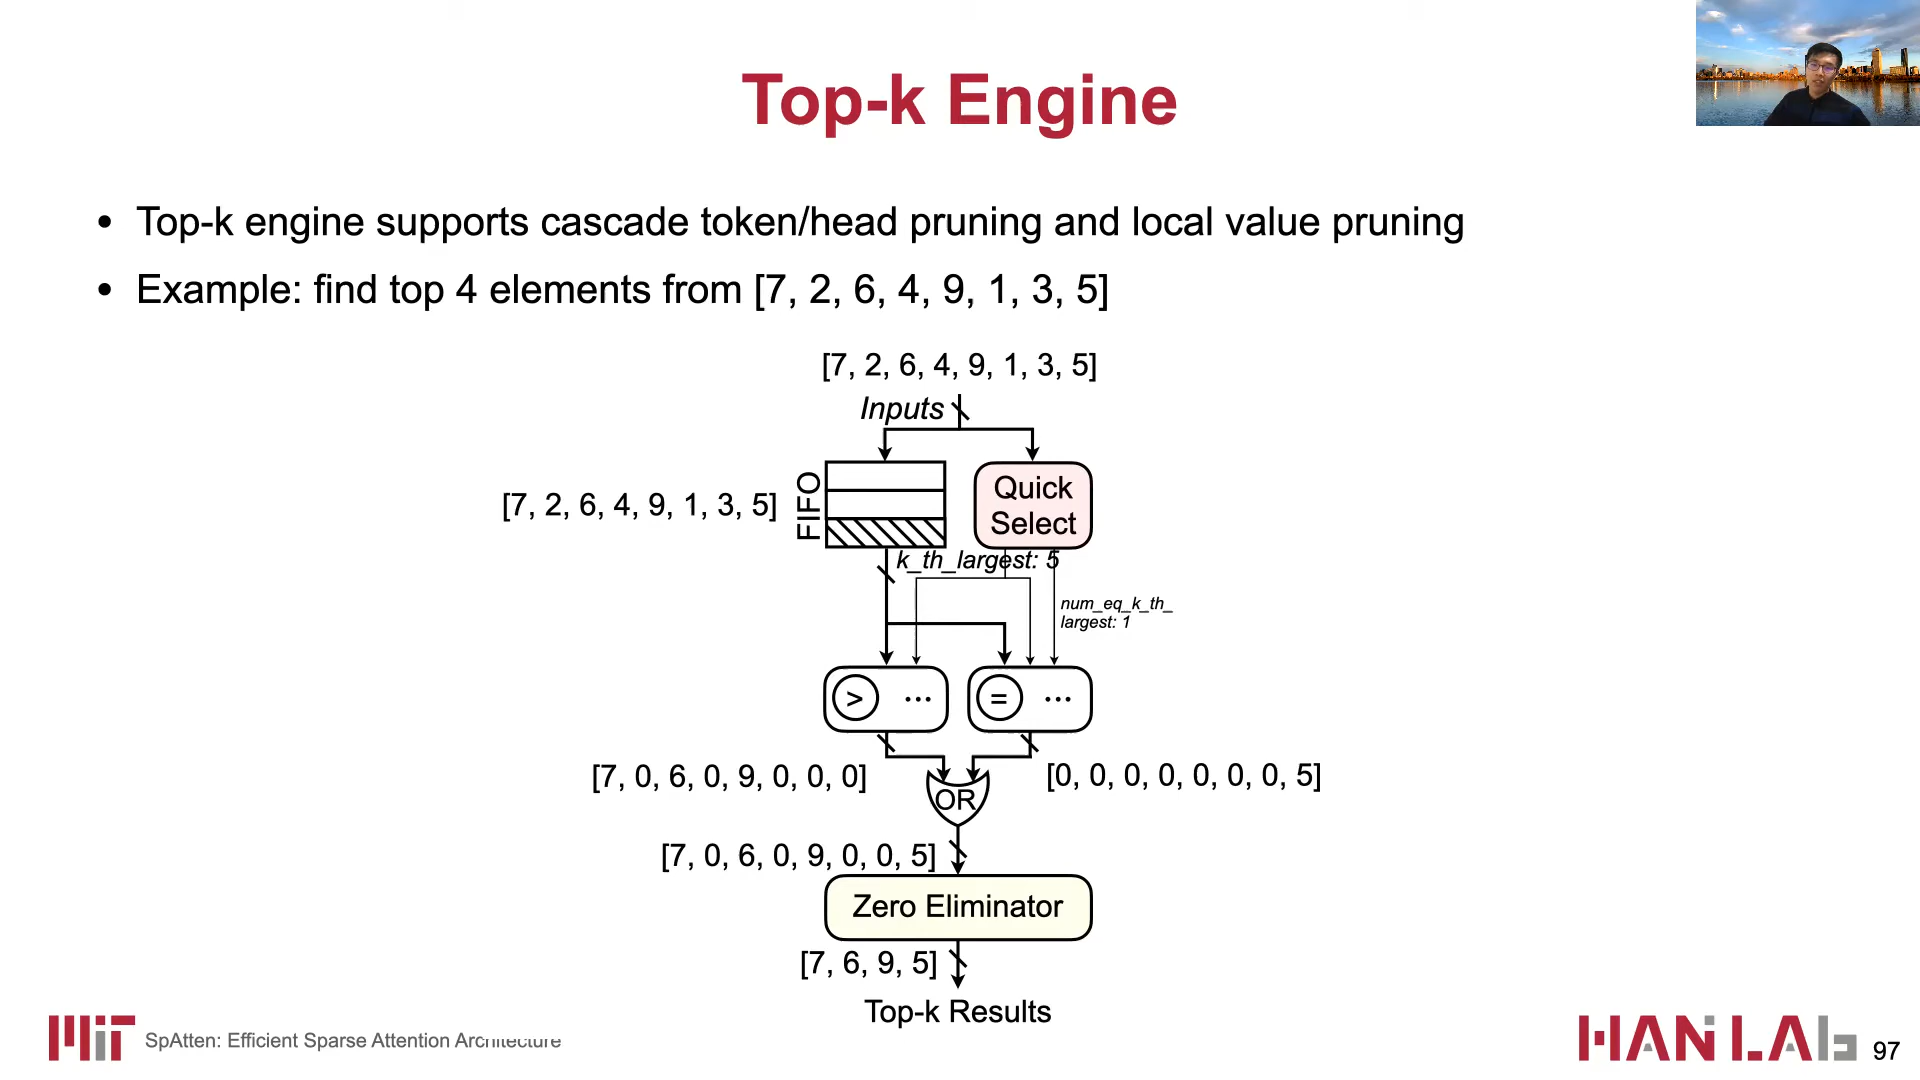 Top-k Engine
• Top-k engine supports cascade token/head pruning and local value pruning
• Example: find top 4 elements from [7, 2, 6, 4, 9, 1, 3, 5]
[7, 2, 6, 4, 9, 1, 3, 5]
Inputs
[7, 2, 6, 4, 9, 1, 3, 5]
FIFO
Quick
Select
k_th_largest: 5
num_eq_k_th_
largest: 1
> ...
= ...
[7, 0, 6, 0, 9, 0, 0, 0]
[0, 0, 0, 0, 0, 0, 0, 5]
OR
[7, 0, 6, 0, 9, 0, 0, 5]
Zero Eliminator
[7, 6, 9, 5]
Top-k Results
MIT
SpAtten: Efficient Sparse Attention Architecture
HAN LAb
97